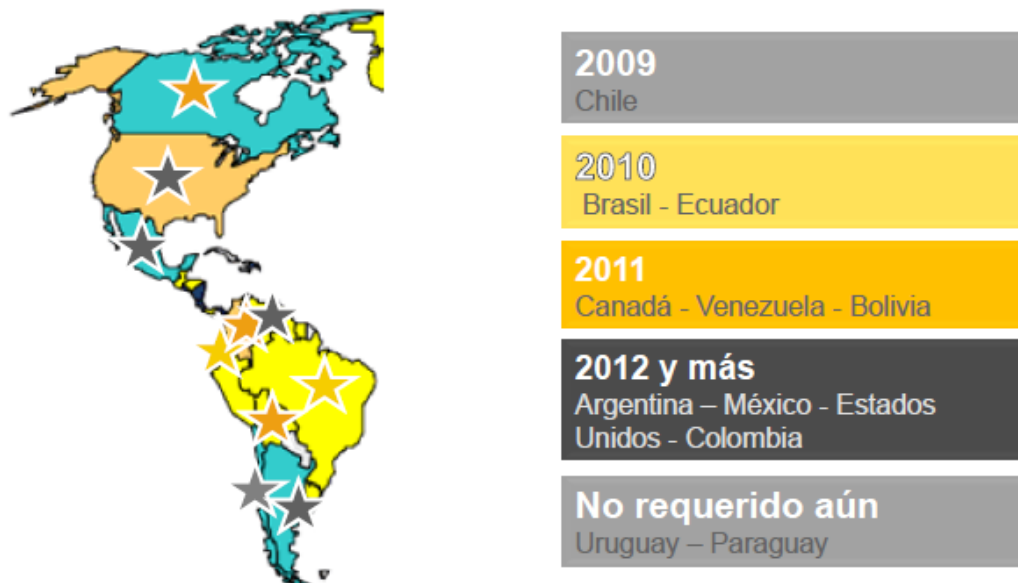 2009
Chile
2010
Brasil - Ecuador
2011
Canadá - Venezuela - Bolivia
2012 y más
Argentina – México - Estados
Unidos - Colombia
No requerido aún
Uruguay – Paraguay